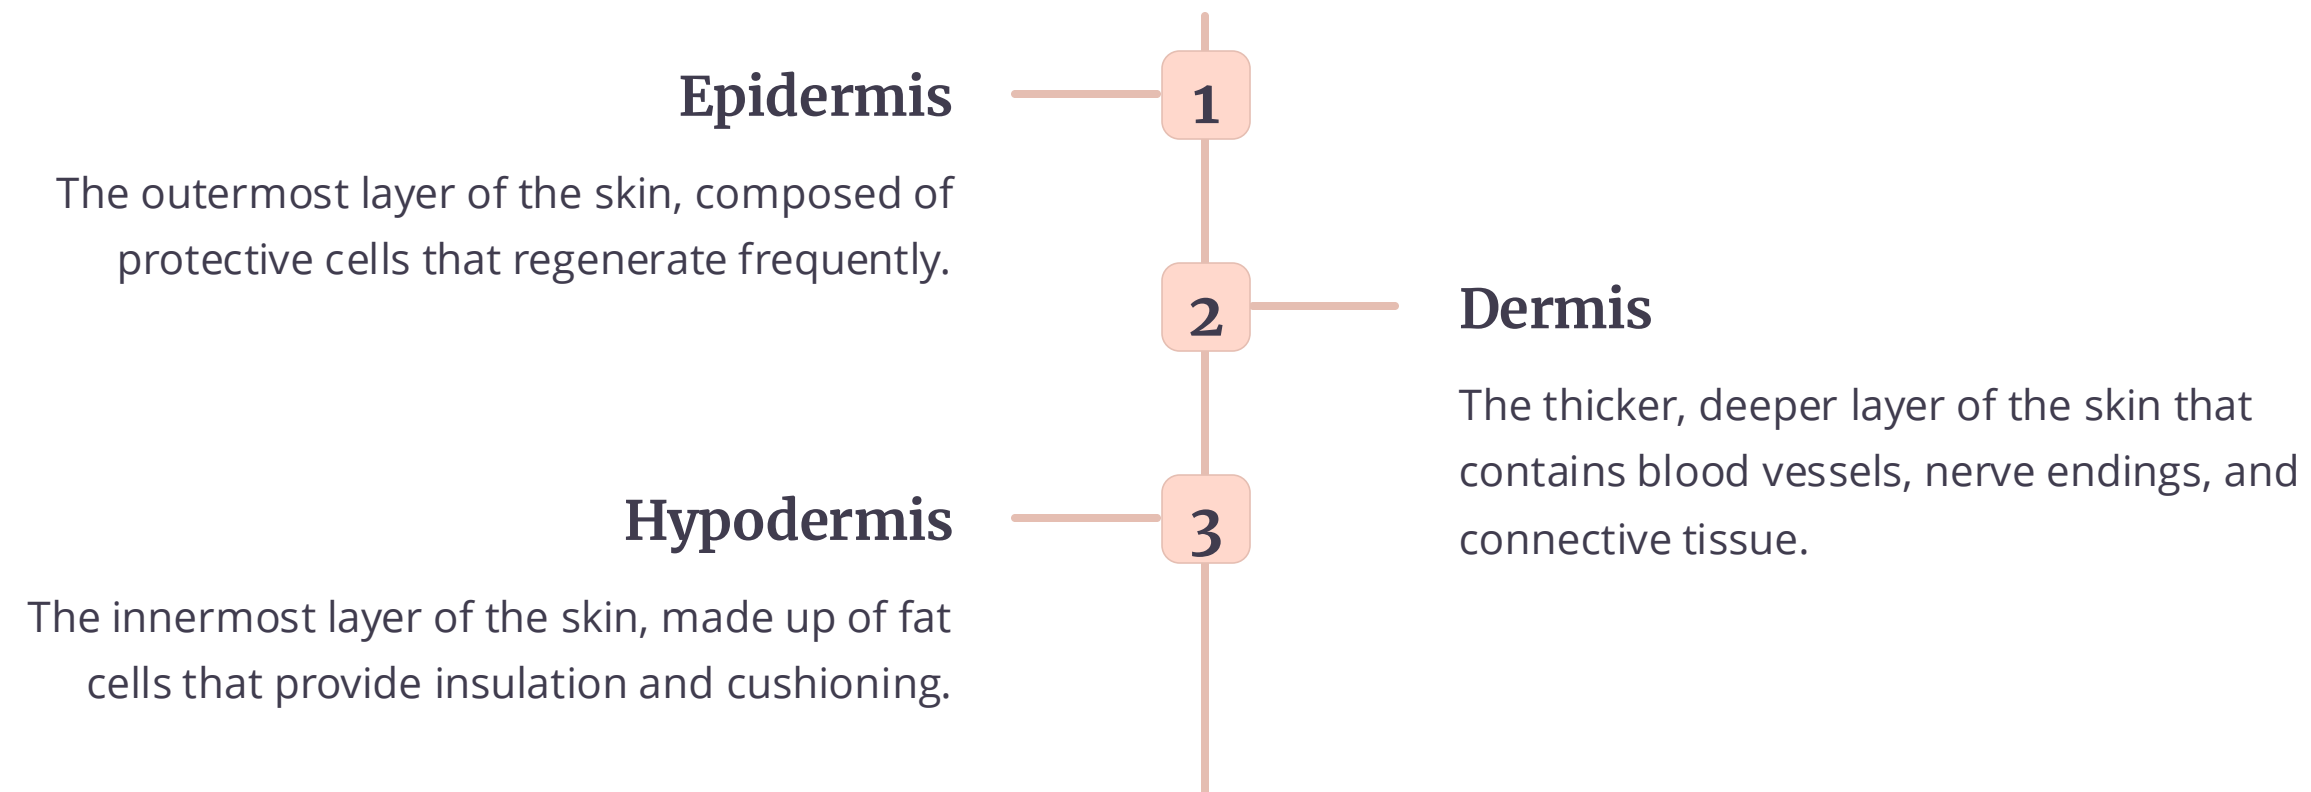 1
Epidermis
The outermost layer of the skin, composed of
protective cells that regenerate frequently.
2
Dermis
The thicker, deeper layer of the skin that
contains blood vessels, nerve endings, and
connective tissue.
3
Hypodermis
The innermost layer of the skin, made up of fat
cells that provide insulation and cushioning.